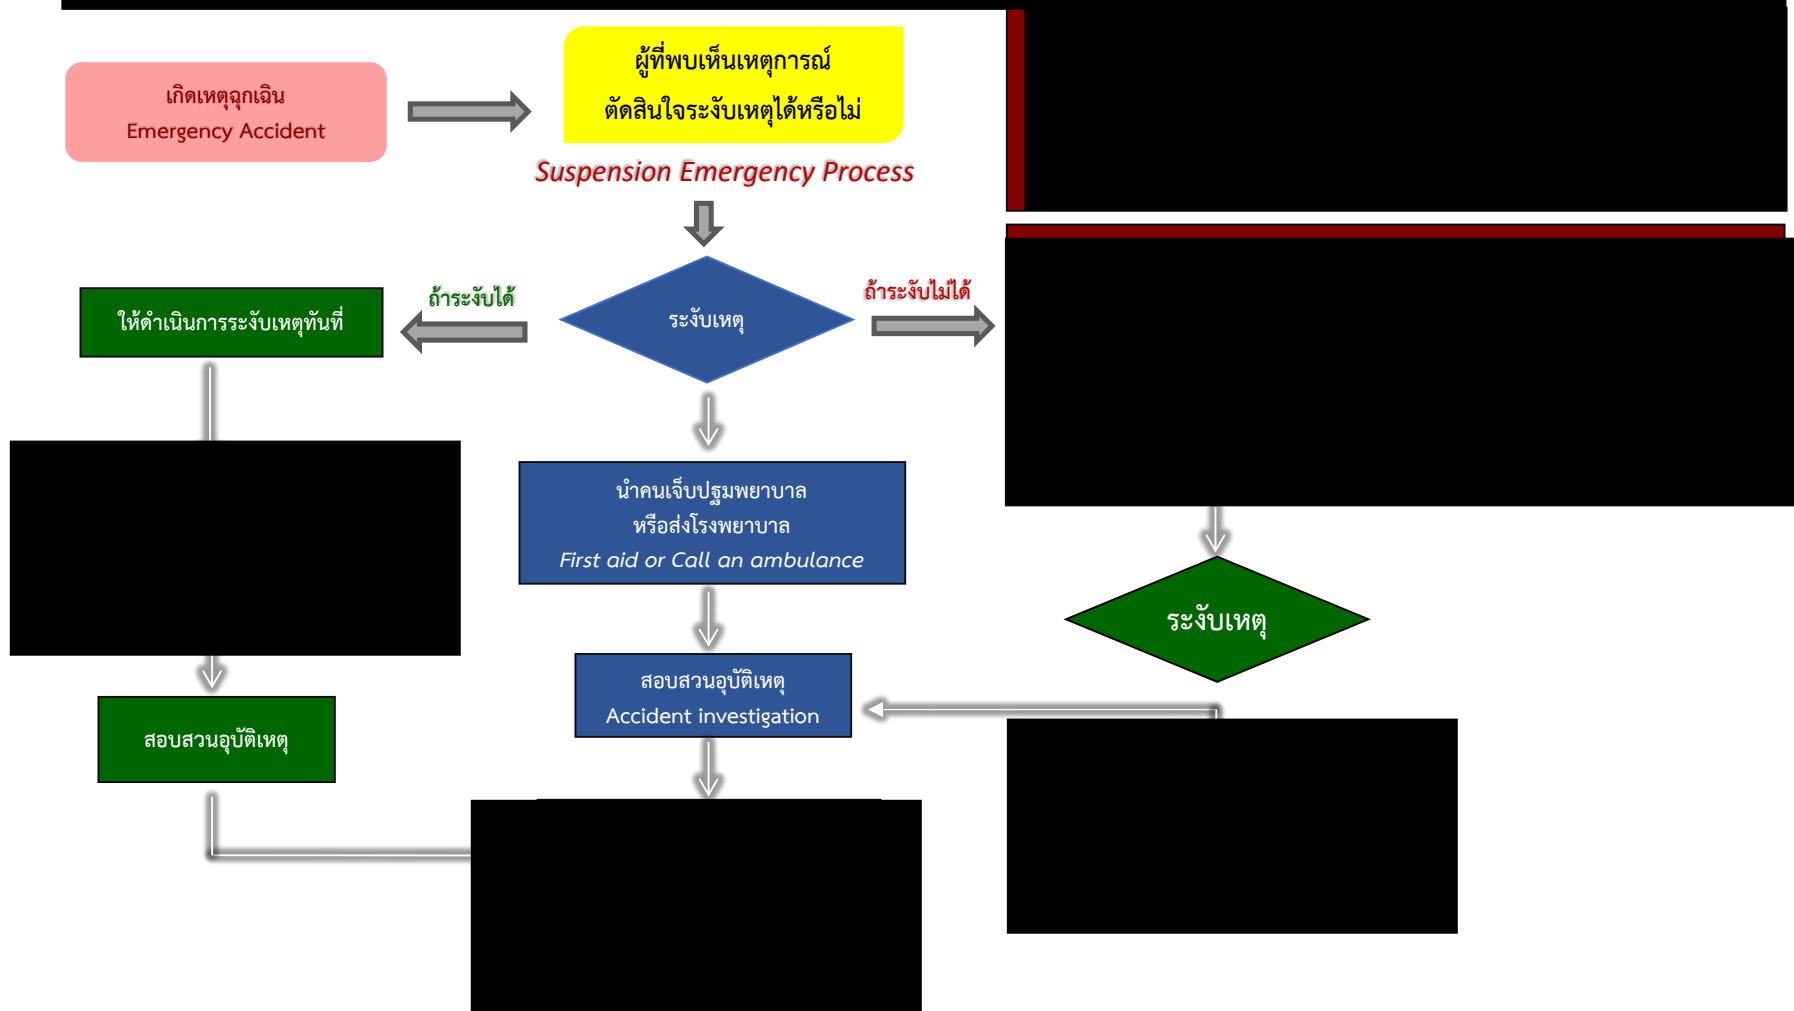 เกิดเหตุฉุกเฉิน
Emergency Accident
ผู้ที่พบเห็นเหตุการณ์
ตัดสินใจระงับเหตุได้หรือไม่
Suspension Emergency Process
ถ้าระงับได้
ระงับเหตุ
ถ้าระงับไม่ได้
ให้ดำเนินการระงับเหตุทันที่
นำคนเจ็บปฐมพยาบาล
หรือส่งโรงพยาบาล
First aid or Call an ambulance
ระงับเหตุ
สอบสวนอุบัติเหตุ
Accident investigation
สอบสวนอุบัติเหตุ